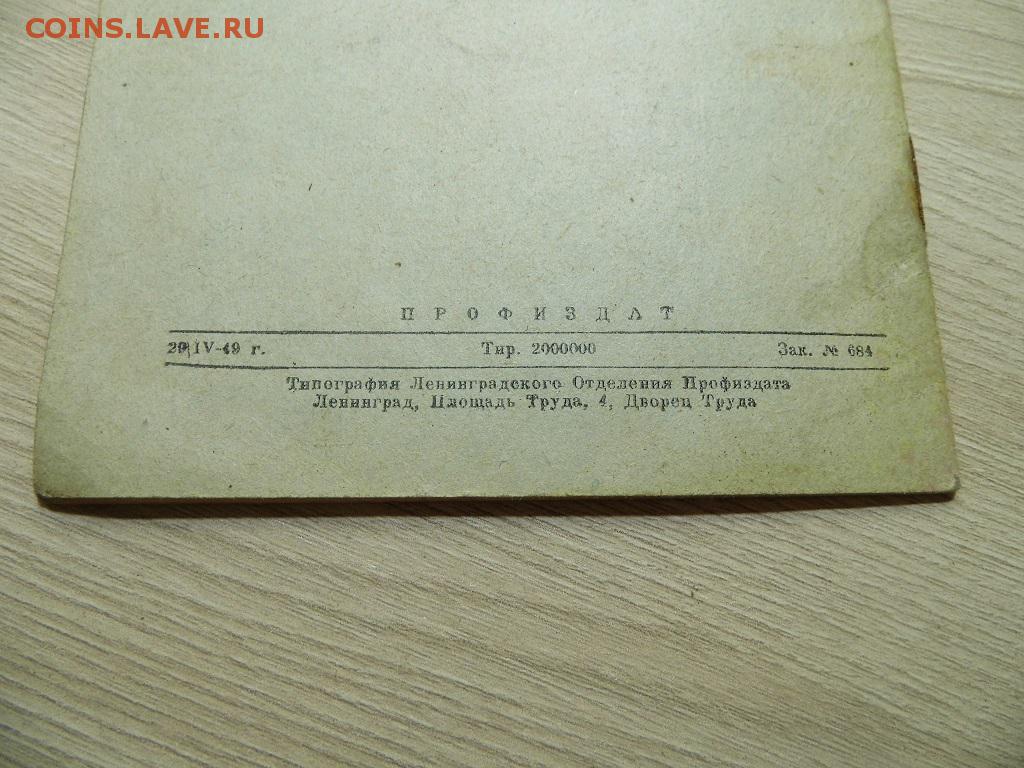 COINS.LAVE.RU
ПРОФИЗДАТ
29/IV-49 г. Тир. 2000000 Зак. № 684
Типография Ленинградского Отделения Профиздата
Ленинград, Площадь Труда, 4, Дворец Труда